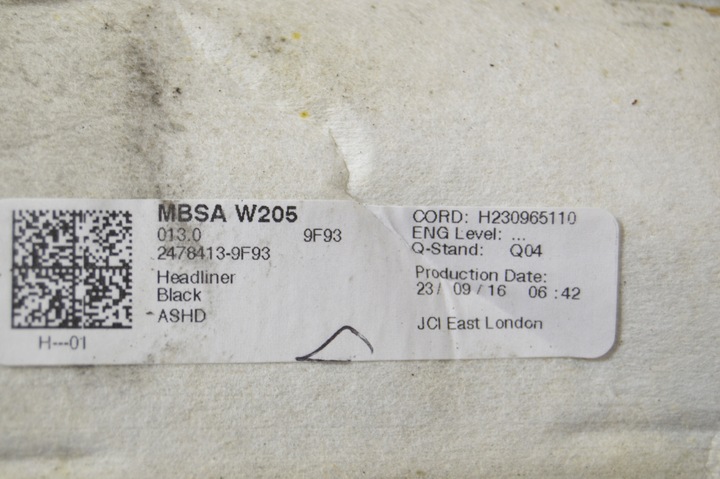 MBSA W205
013.0 9F93
2478413-9F93
Headliner
Black
ASHD
H---01
CORD: H230965110
ENG Level: ...
Q-Stand: Q04
Production Date:
23/ 09 / 16 06 : 42
JCI East London